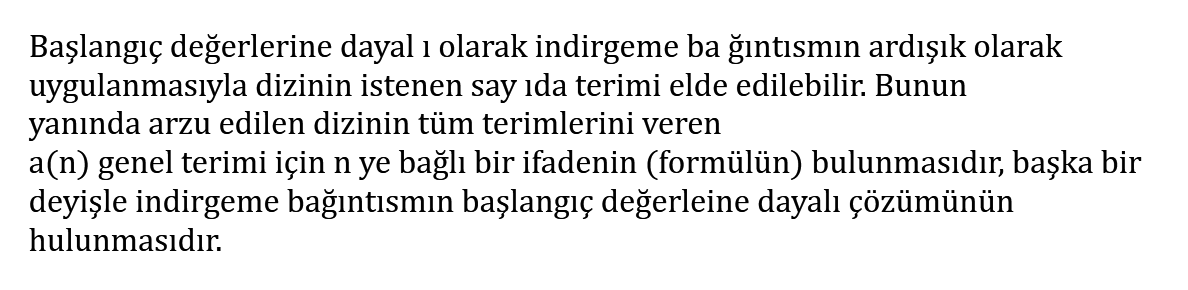 Başlangıç değerlerine dayal ı olarak indirgeme ba ğıntısmın ardışık olarak
uygulanmasıyla dizinin istenen say ıda terimi elde edilebilir. Bunun
yanında arzu edilen dizinin tüm terimlerini veren
a(n) genel terimi için n ye bağlı bir ifadenin (formülün) bulunmasıdır, başka bir
deyişle indirgeme bağıntısmın başlangıç değerleine dayalı çözümünün
hulunmasıdır.